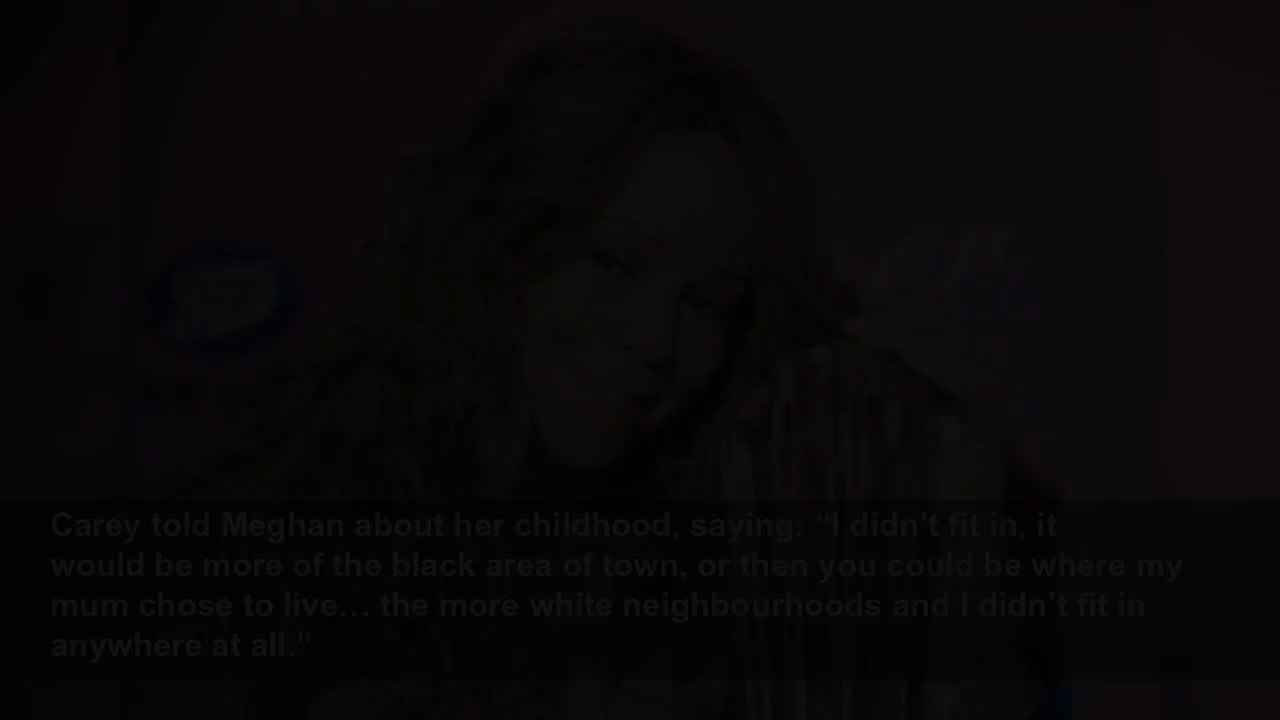 Carey told Meghan about her childhood, saying: “I didn’t fit in, it
would be more of the black area of town, or then you could be where my
mum chose to live… the more white neighbourhoods and I didn’t fit in
anywhere at all.”